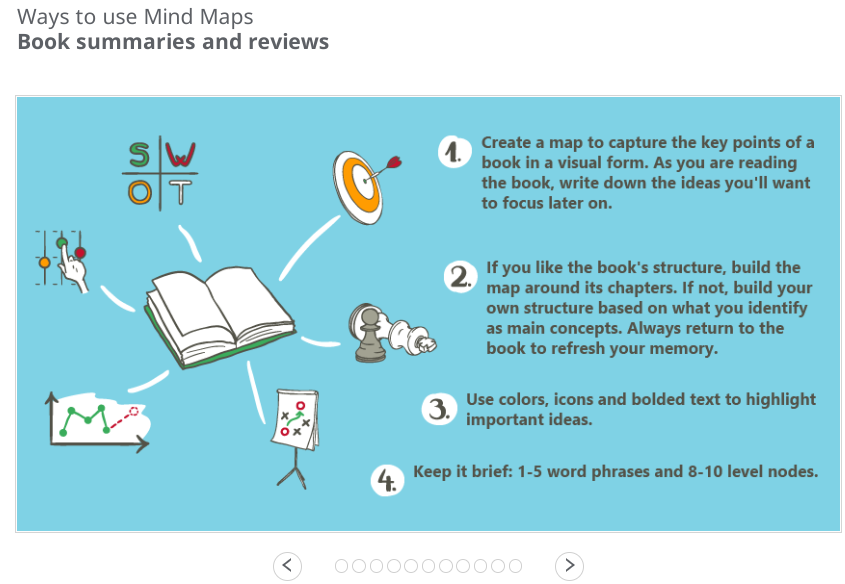 Ways to use Mind Maps
Book summaries and reviews
S W
O T
1.
Create a map to capture the key points of a
book in a visual form. As you are reading
the book, write down the ideas you'll want
to focus later on.
2.
If you like the book's structure, build the
map around its chapters. If not, build your
own structure based on what you identify
as main concepts. Always return to the
book to refresh your memory.
3.
Use colors, icons and bolded text to highlight
important ideas.
4.
Keep it brief: 1-5 word phrases and 8-10 level nodes.